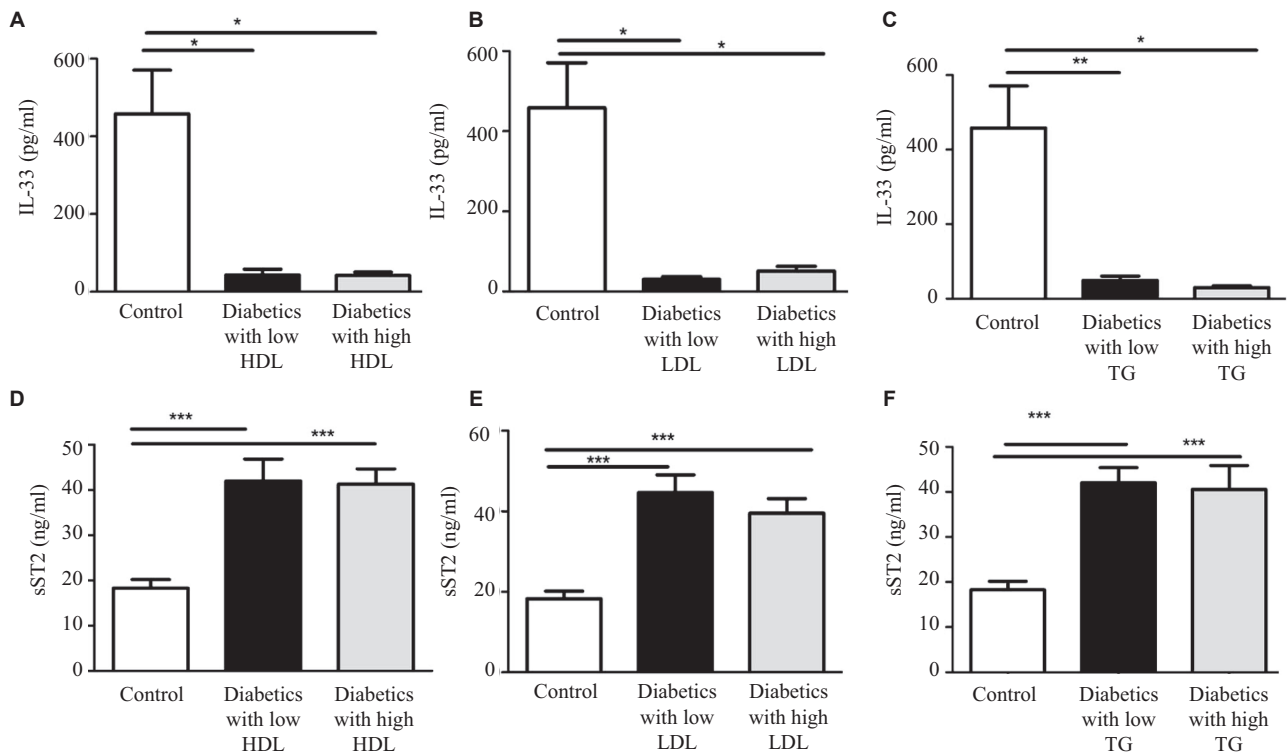 A
*
*
600
400
200
0
IL-33 (pg/ml)
Control
Diabetics
with low
HDL
Diabetics
with high
HDL
B
*
*
600
400
200
0
IL-33 (pg/ml)
Control
Diabetics
with low
LDL
Diabetics
with high
LDL
C
*
**
600
400
200
0
IL-33 (pg/ml)
Control
Diabetics
with low
TG
Diabetics
with high
TG
D
***
***
50
40
30
20
10
0
sST2 (ng/ml)
Control
Diabetics
with low
HDL
Diabetics
with high
HDL
E
***
***
60
40
20
0
sST2 (ng/ml)
Control
Diabetics
with low
LDL
Diabetics
with high
LDL
F
***
***
50
40
30
20
10
0
sST2 (ng/ml)
Control
Diabetics
with low
TG
Diabetics
with high
TG